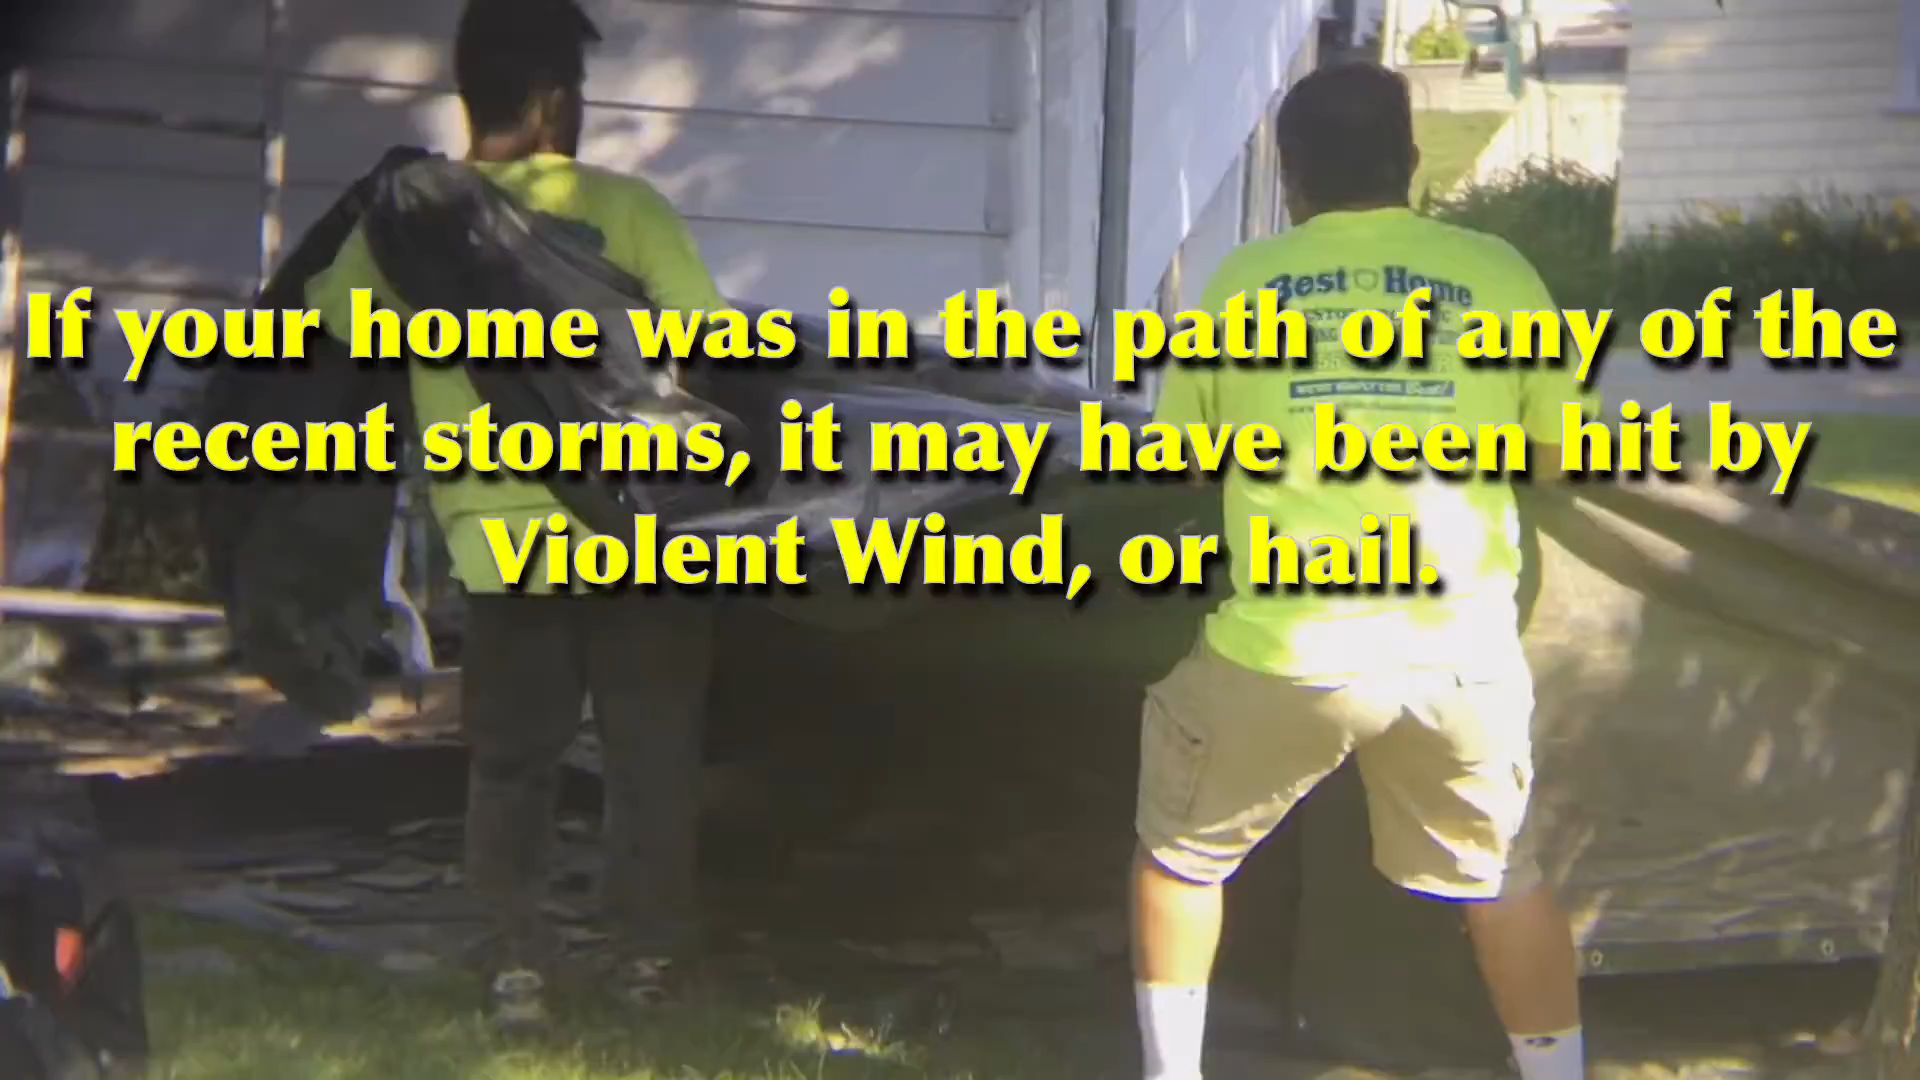 If your home was in the path of any of the
recent storms, it may have been hit by
Violent Wind, or hail.
Best Home